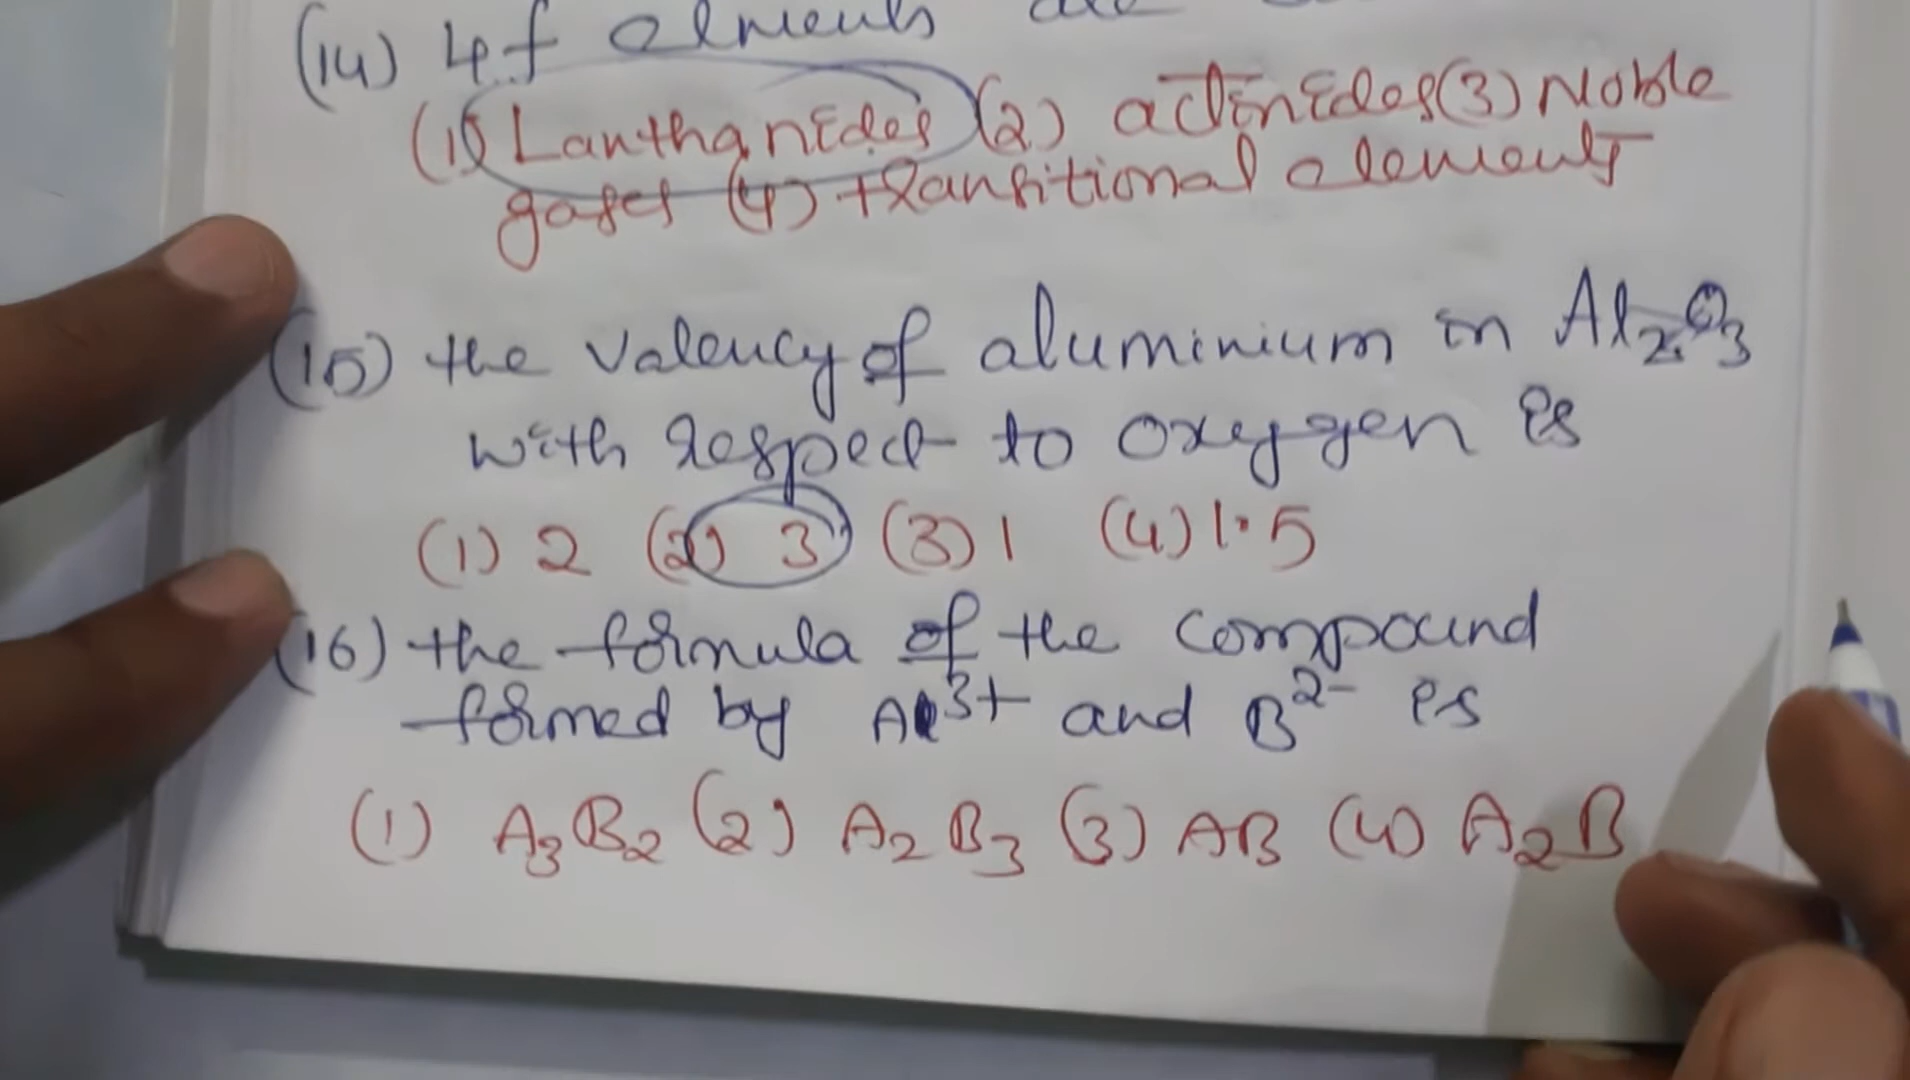 (14) 4f elments are
(1) Lanthanides (2) actinides (3) Noble
gases (4) transitional elements
(15) the valency of aluminium in Al₂O₃
with respect to oxygen is
(1) 2 (2) 3 (3) 1 (4) 1.5
(16) the formula of the compound
formed by A³⁺ and B²⁻ is
(1) A₃B₂ (2) A₂B₃ (3) AB (4) A₂B